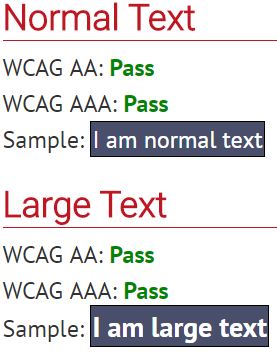 Normal Text
WCAG AA: Pass
WCAG AAA: Pass
Sample: I am normal text
Large Text
WCAG AA: Pass
WCAG AAA: Pass
Sample: I am large text